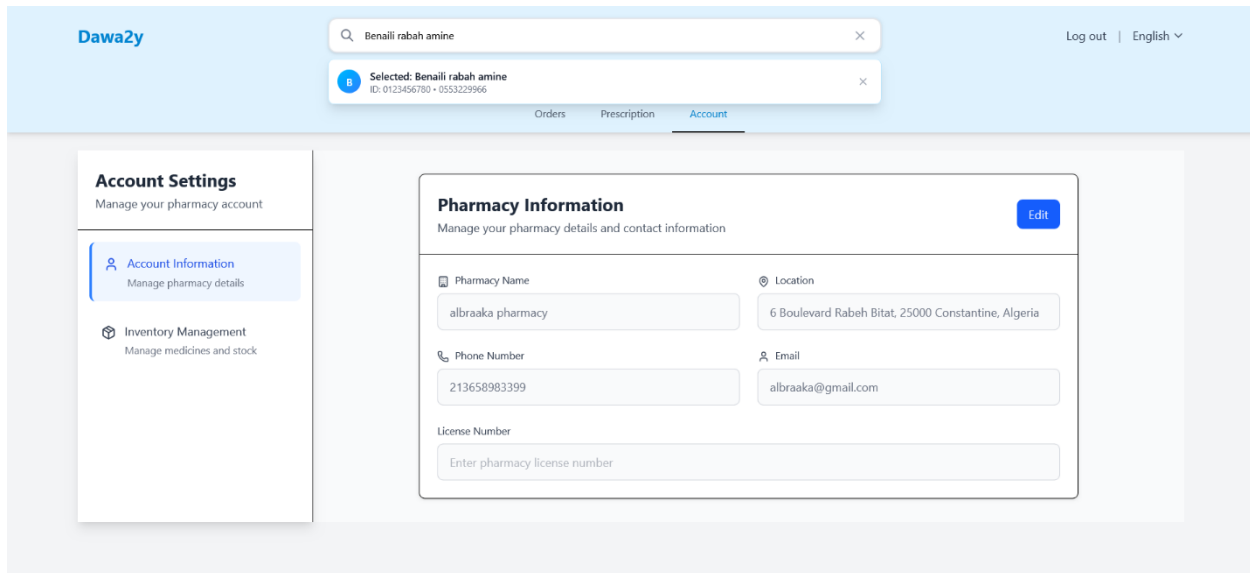 Dawa2y
Benaili rabah amine
Log out | English
B
Selected: Benaili rabah amine
ID: 0123456780 • 0553229966
Orders Prescription Account
Account Settings
Manage your pharmacy account
Account Information
Manage pharmacy details
Inventory Management
Manage medicines and stock
Pharmacy Information
Manage your pharmacy details and contact information
Edit
Pharmacy Name
albraaka pharmacy
Location
6 Boulevard Rabeh Bitat, 25000 Constantine, Algeria
Phone Number
213658983399
Email
albraaka@gmail.com
License Number
Enter pharmacy license number